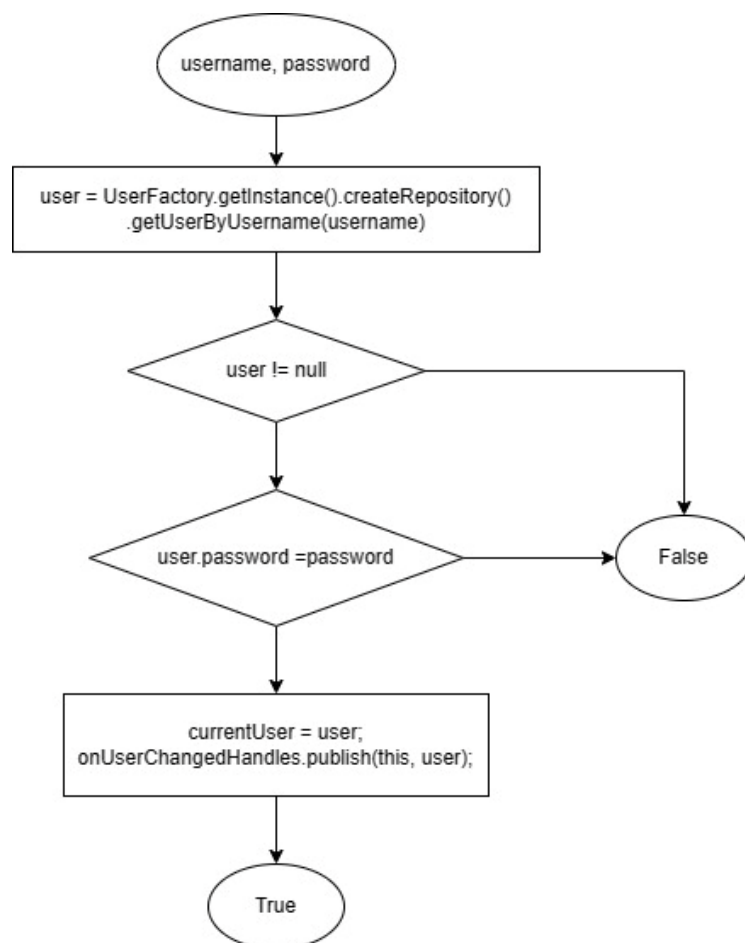 username, password
user = UserFactory.getInstance().createRepository()
.getUserByUsername(username)
user != null
user.password =password
False
currentUser = user;
onUserChangedHandles.publish(this, user);
True